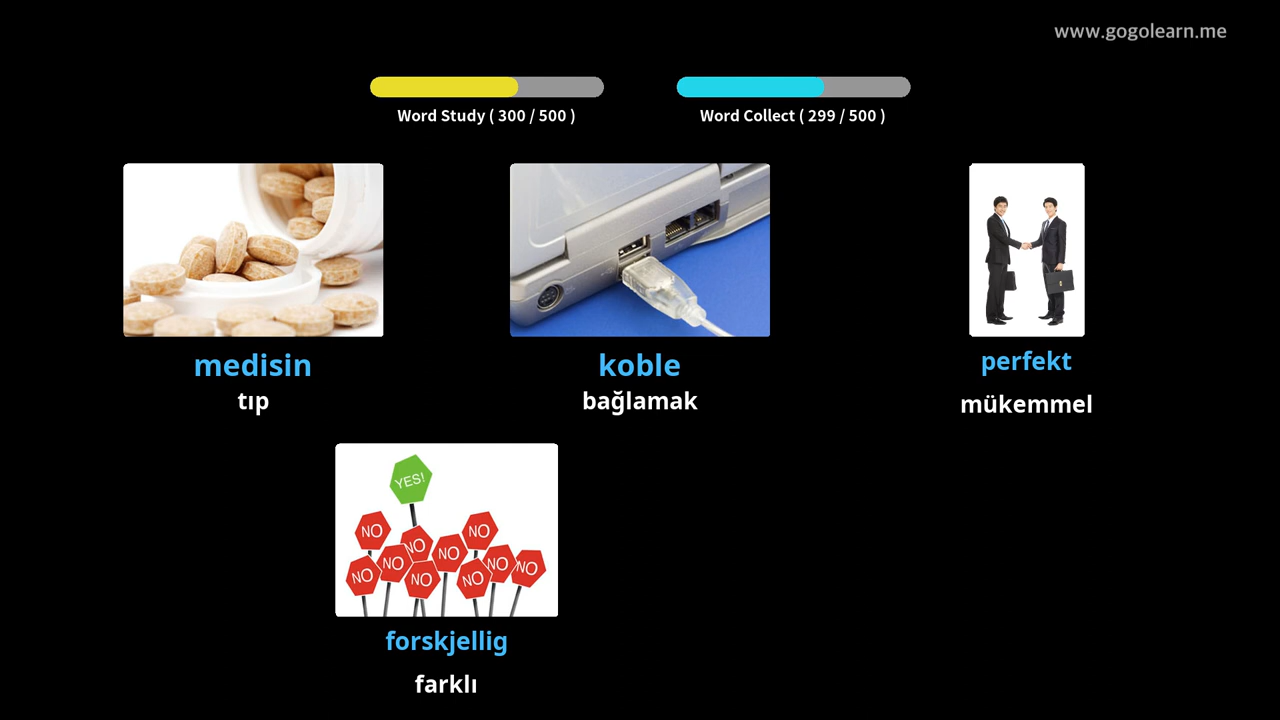 www.gogolearn.me
Word Study ( 300 / 500 )
Word Collect ( 299 / 500 )
medisin
tıp
koble
bağlamak
perfekt
mükemmel
YES!
NO
NO
NO
NO
NO
NO
NO
NO
NO
NO
forskjellig
farklı